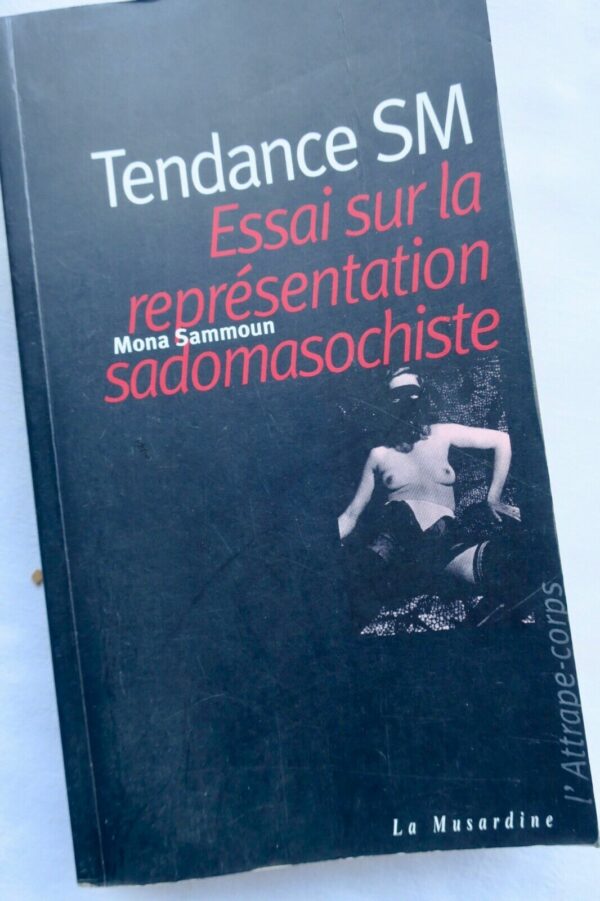 Tendance SM
Essai sur la
représentation
Mona Sammoun
sadomasochiste
l'Attrape-corps
La Musardine